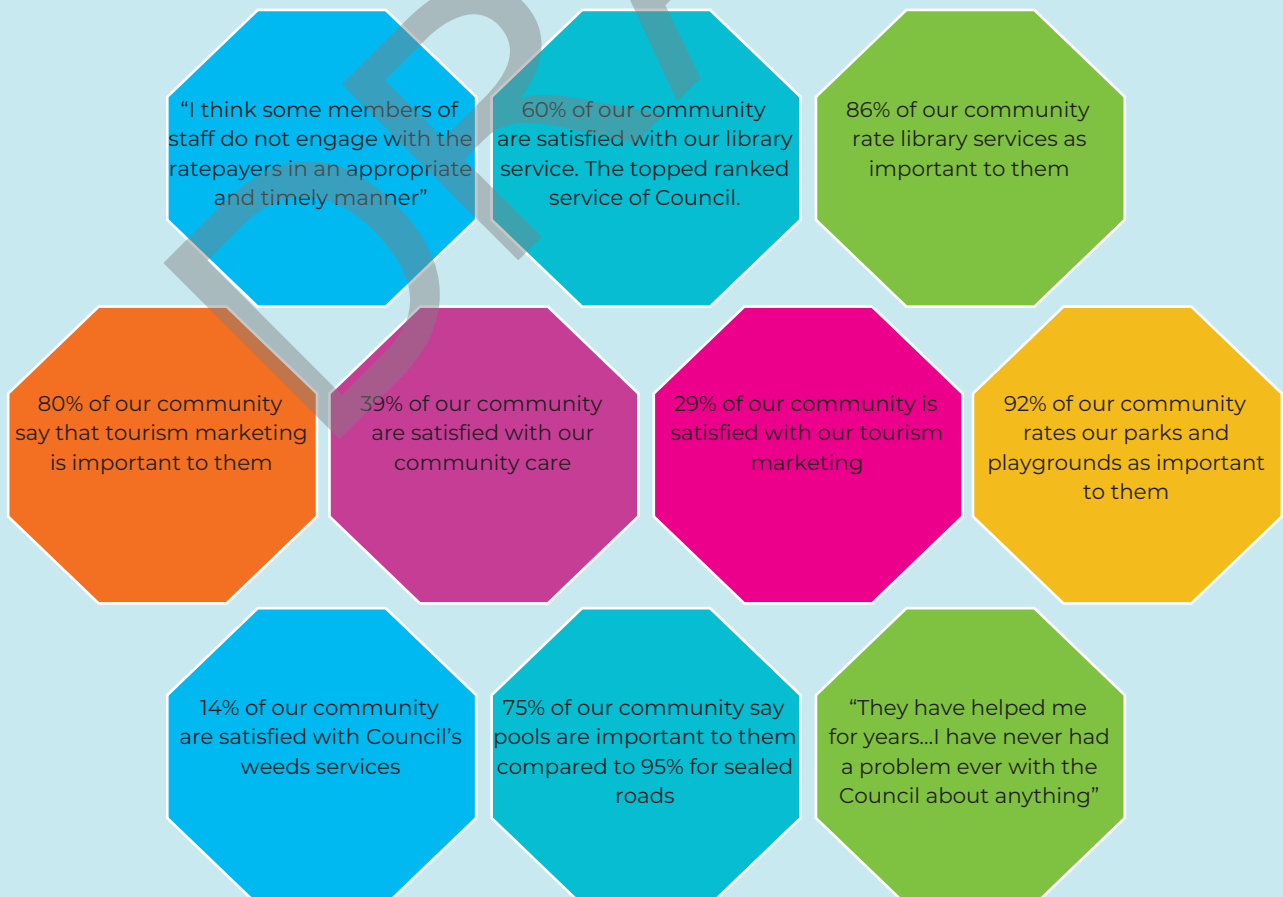 “I think some members of
staff do not engage with the
ratepayers in an appropriate
and timely manner”
60% of our community
are satisfied with our library
service. The topped ranked
service of Council.
86% of our community
rate library services as
important to them
80% of our community
say that tourism marketing
is important to them
39% of our community
are satisfied with our
community care
29% of our community is
satisfied with our tourism
marketing
92% of our community
rates our parks and
playgrounds as important
to them
14% of our community
are satisfied with Council’s
weeds services
75% of our community say
pools are important to them
compared to 95% for sealed
roads
“They have helped me
for years...I have never had
a problem ever with the
Council about anything”